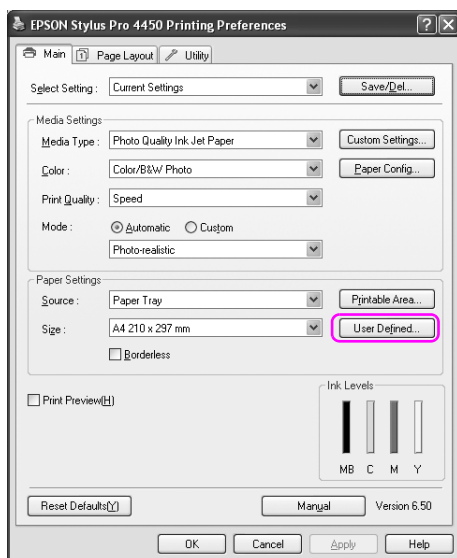 EPSON Stylus Pro 4450 Printing Preferences
Main Page Layout Utility
Select Setting : Current Settings Save/Del...
Media Settings
Media Type : Photo Quality Ink Jet Paper Custom Settings...
Color : Color/B&W Photo Paper Config...
Print Quality : Speed
Mode : Automatic Custom
Photo-realistic
Paper Settings
Source : Paper Tray Printable Area...
Size : A4 210 x 297 mm User Defined...
Borderless
Print Preview(H)
Ink Levels
MB C M Y
Reset Defaults(Y) Manual Version 6.50
OK Cancel Apply Help